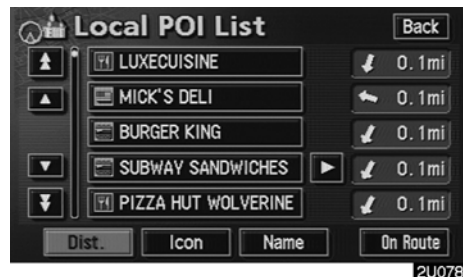 Local POI List
Back
LUXECUISINE 0.1mi
MICK'S DELI 0.1mi
BURGER KING 0.1mi
SUBWAY SANDWICHES 0.1mi
PIZZA HUT WOLVERINE 0.1mi
Dist. Icon Name On Route
2U078